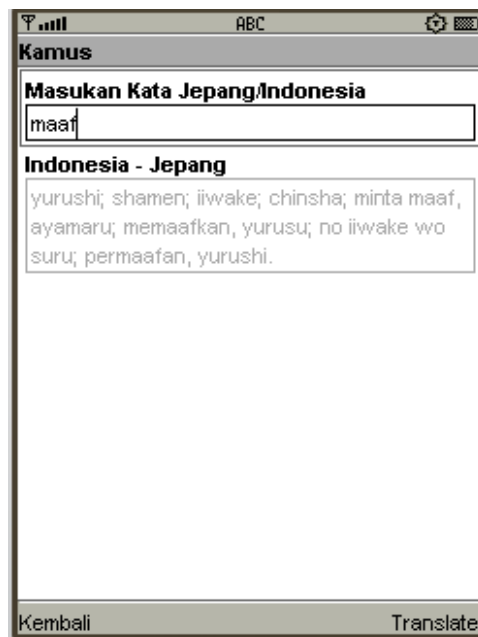 ABC
Kamus
Masukan Kata Jepang/Indonesia
maaf
Indonesia - Jepang
yurushi; shamen; iiwake; chinsha; minta maaf,
ayamaru; memaafkan, yurusu; no iiwake wo
suru; permaafan, yurushi.
Kembali Translate